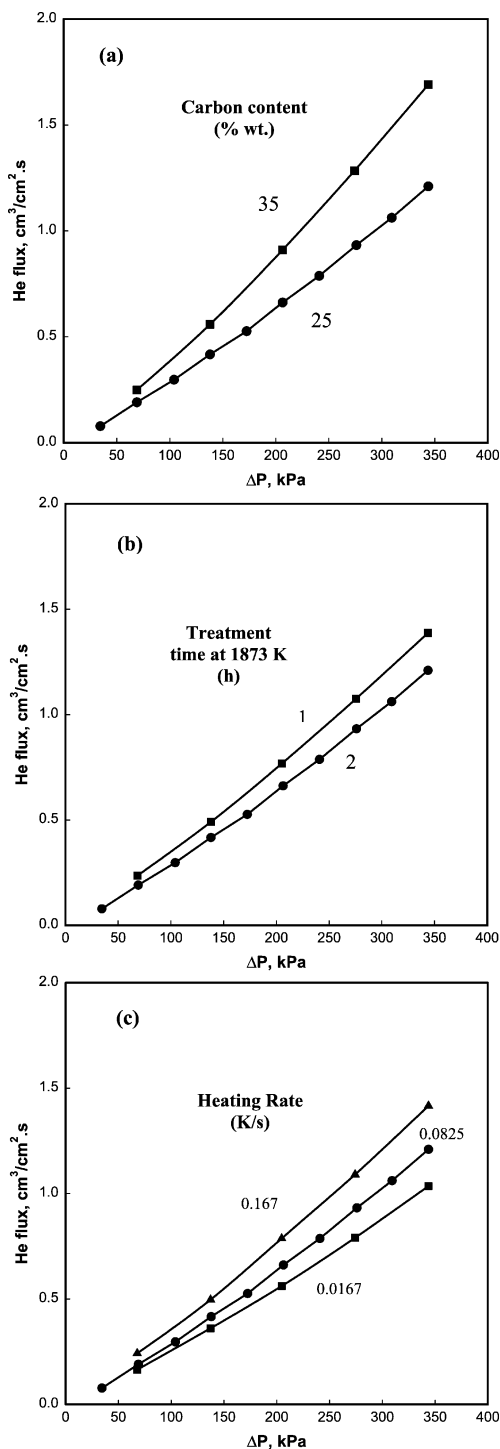 2.0
(a)
Carbon content
(% wt.)
1.5
35
1.0
25
0.5
0.0
0 50 100 150 200 250 300 350 400
He flux, cm³/cm².s
ΔP, kPa
2.0
(b)
1.5
Treatment
time at 1873 K
(h)
1
1.0
2
0.5
0.0
0 50 100 150 200 250 300 350 400
He flux, cm³/cm².s
ΔP, kPa
2.0
(c)
1.5
Heating Rate
(K/s)
0.0825
1.0
0.167
0.5
0.0167
0.0
0 50 100 150 200 250 300 350 400
He flux, cm³/cm².s
ΔP, kPa